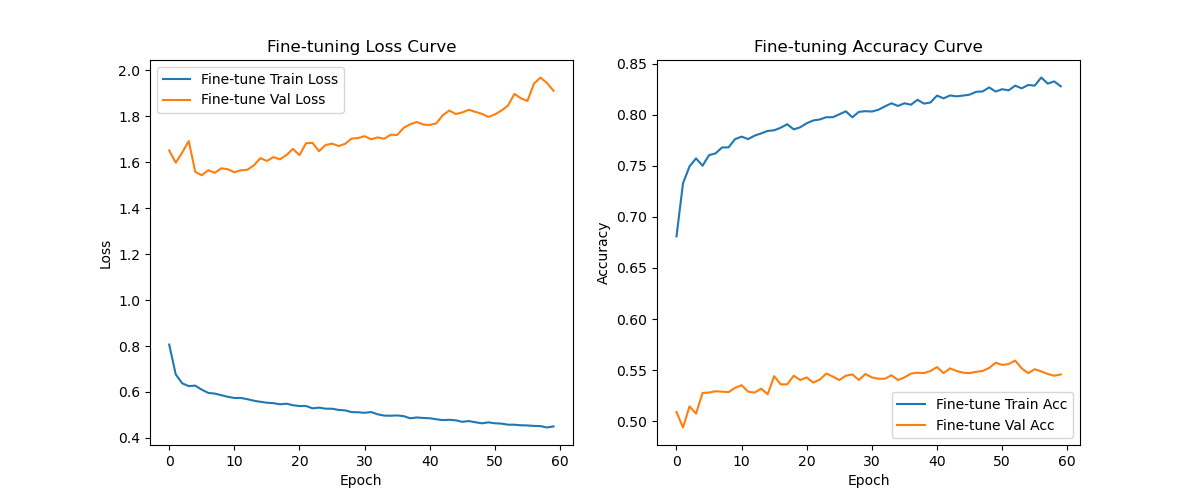 Fine-tuning Loss Curve
Fine-tune Train Loss
Fine-tune Val Loss
2.0
1.8
1.6
1.4
1.2
1.0
0.8
0.6
0.4
Loss
0 10 20 30 40 50 60
Epoch
Fine-tuning Accuracy Curve
0.85
0.80
0.75
0.70
0.65
0.60
0.55
0.50
Accuracy
Fine-tune Train Acc
Fine-tune Val Acc
0 10 20 30 40 50 60
Epoch